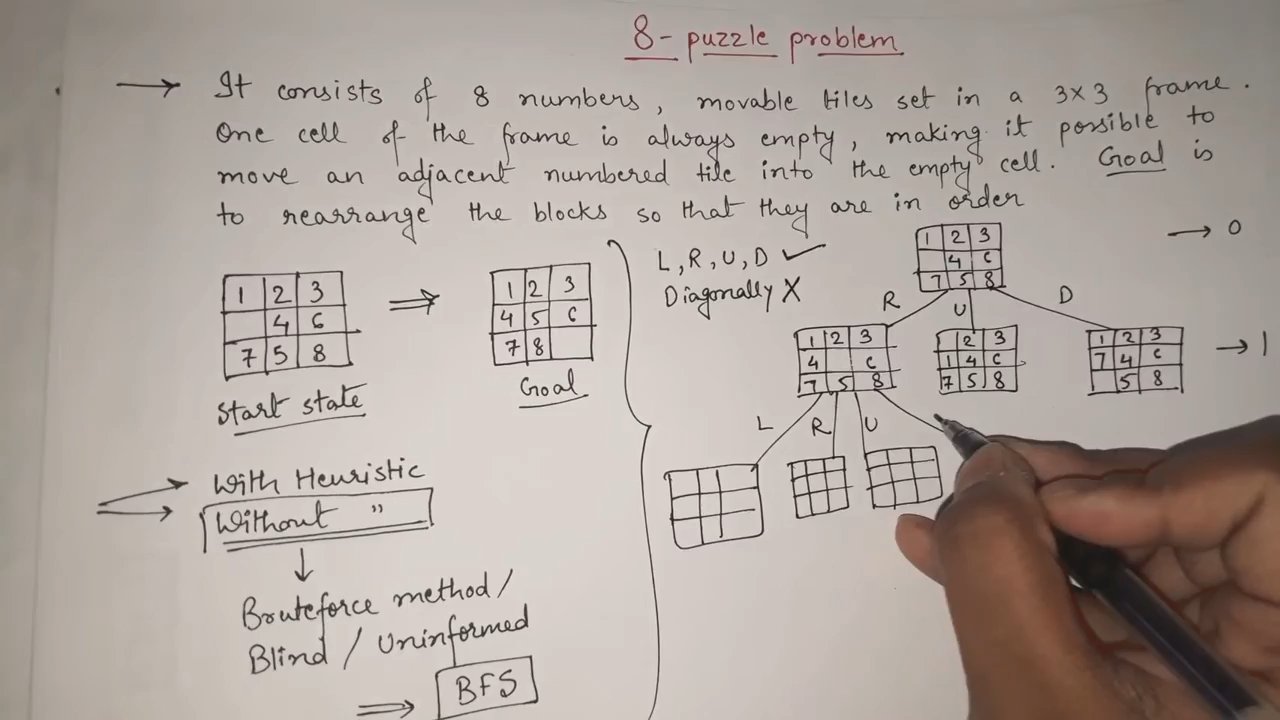 8- puzzle problem
→ It consists of 8 numbers, movable tiles set in a 3×3 frame.
One cell of the frame is always empty, making it possible to
move an adjacent numbered tile into the empty cell. Goal is
to rearrange the blocks so that they are in order
1 2 3
4 6
7 5 8
Start state
⇒
1 2 3
4 5 6
7 8
Goal
With Heuristic
Without "
Bruteforce method /
Blind / Uninformed
⇒ BFS
L, R, U, D ✓
Diagonally X
1 2 3
4 6
7 5 8
→ 0
R U D
1 2 3
4 6
7 5 8
2 3
1 4 6
7 5 8
1 2 3
7 4 6
5 8
→ 1
L R U